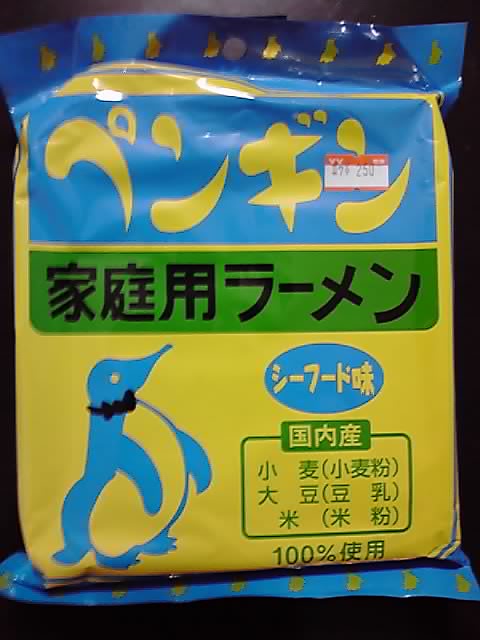 ペンギン
250
家庭用ラーメン
シーフード味
国内産
小麦(小麦粉)
大豆(豆乳)
米(米粉)
100%使用